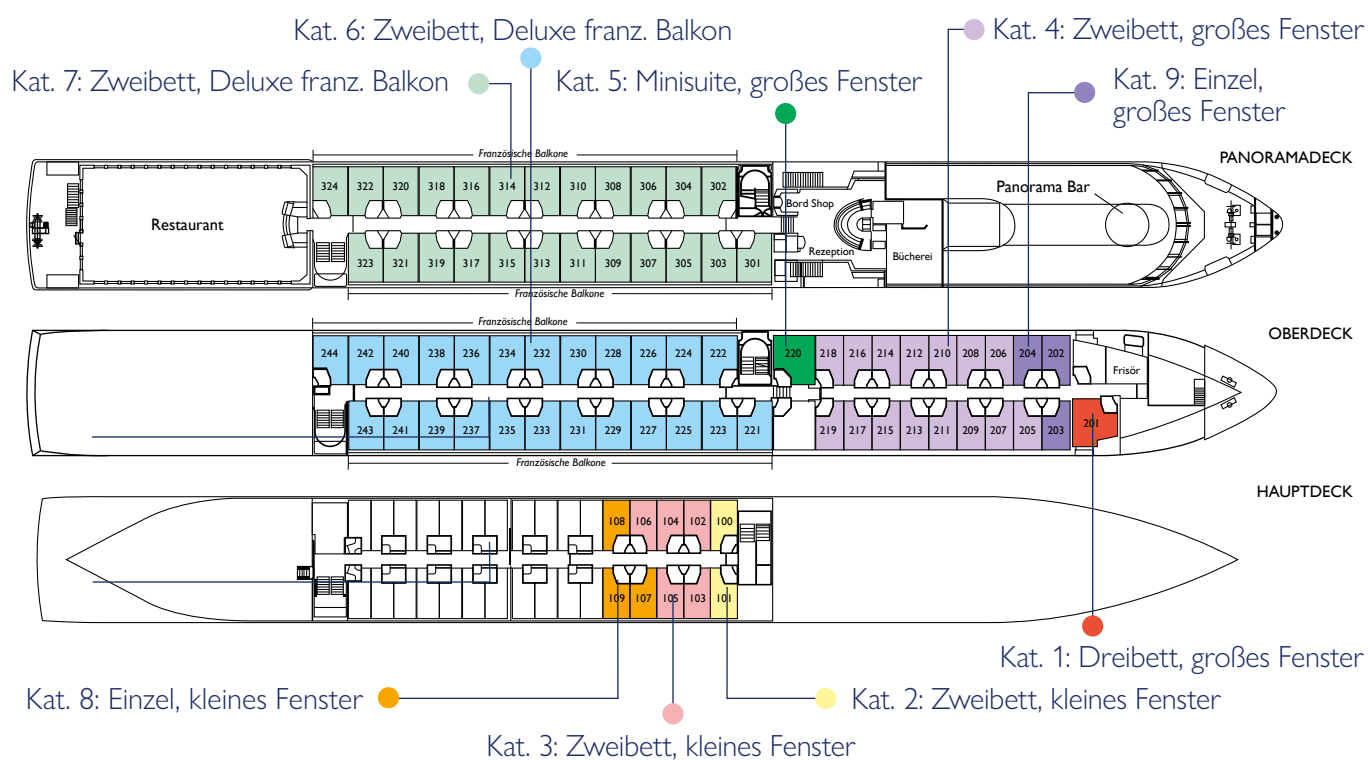 Kat. 6: Zweibett, Deluxe franz. Balkon
Kat. 4: Zweibett, großes Fenster
Kat. 7: Zweibett, Deluxe franz. Balkon
Kat. 5: Minisuite, großes Fenster
Kat. 9: Einzel,
großes Fenster
PANORAMADECK
Französische Balkone
324 322 320 318 316 314 312 310 308 306 304 302
Restaurant
Bord Shop
Panorama Bar
Rezeption
Bücherei
323 321 319 317 315 313 311 309 307 305 303 301
Französische Balkone
OBERDECK
Französische Balkone
244 242 240 238 236 234 232 230 228 226 224 222 220 218 216 214 212 210 208 206 204 202
Frisör
243 241 239 237 235 233 231 229 227 225 223 221 219 217 215 213 211 209 207 205 203 201
Französische Balkone
HAUPTDECK
108 106 104 102 100
109 107 105 103 101
Kat. 1: Dreibett, großes Fenster
Kat. 8: Einzel, kleines Fenster
Kat. 2: Zweibett, kleines Fenster
Kat. 3: Zweibett, kleines Fenster